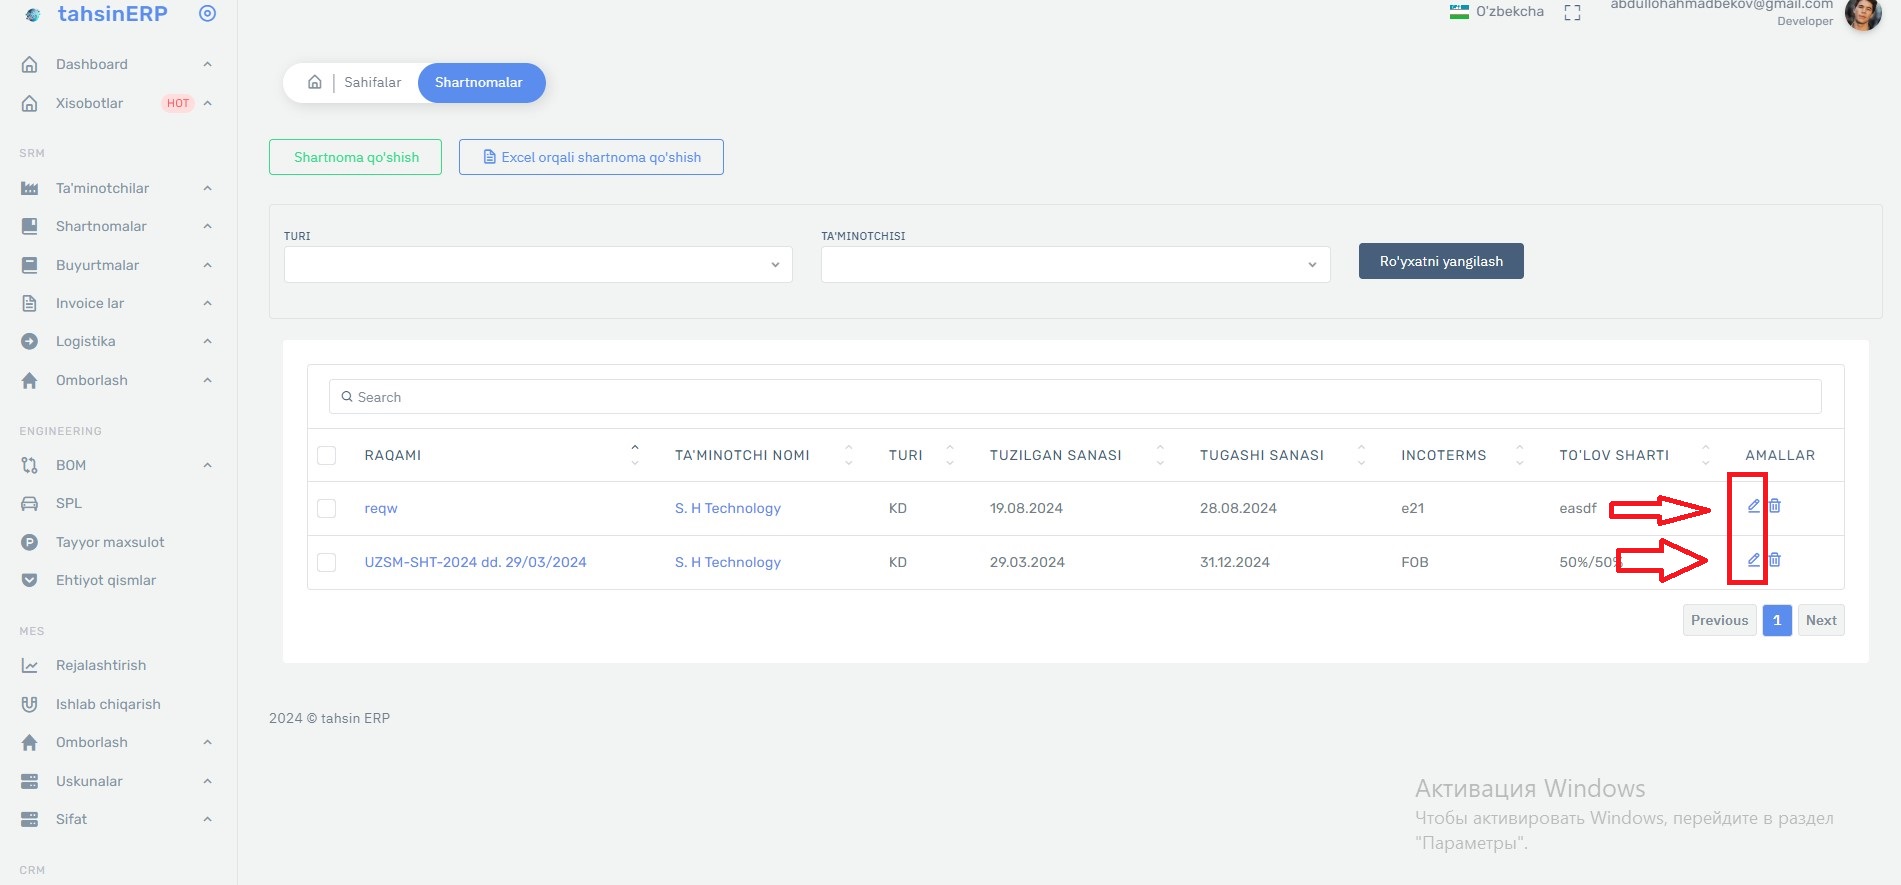 tahsinERP
O'zbekcha
abdullohahmadbekov@gmail.com
Developer
Dashboard
Xisobotlar HOT
SRM
Ta'minotchilar
Shartnomalar
Buyurtmalar
Invoice lar
Logistika
Omborlash
ENGINEERING
BOM
SPL
Tayyor maxsulot
Ehtiyot qismlar
MES
Rejalashtirish
Ishlab chiqarish
Omborlash
Uskunalar
Sifat
CRM
Sahifalar Shartnomalar
Shartnoma qo'shish Excel orqali shartnoma qo'shish
TURI TA'MINOTCHISI
Ro'yxatni yangilash
Search
RAQAMI TA'MINOTCHI NOMI TURI TUZILGAN SANASI TUGASHI SANASI INCOTERMS TO'LOV SHARTI AMALLAR
reqw S. H Technology KD 19.08.2024 28.08.2024 e21 easdf
UZSM-SHT-2024 dd. 29/03/2024 S. H Technology KD 29.03.2024 31.12.2024 FOB 50%/50%
Previous 1 Next
2024 © tahsin ERP
Активация Windows
Чтобы активировать Windows, перейдите в раздел
"Параметры".